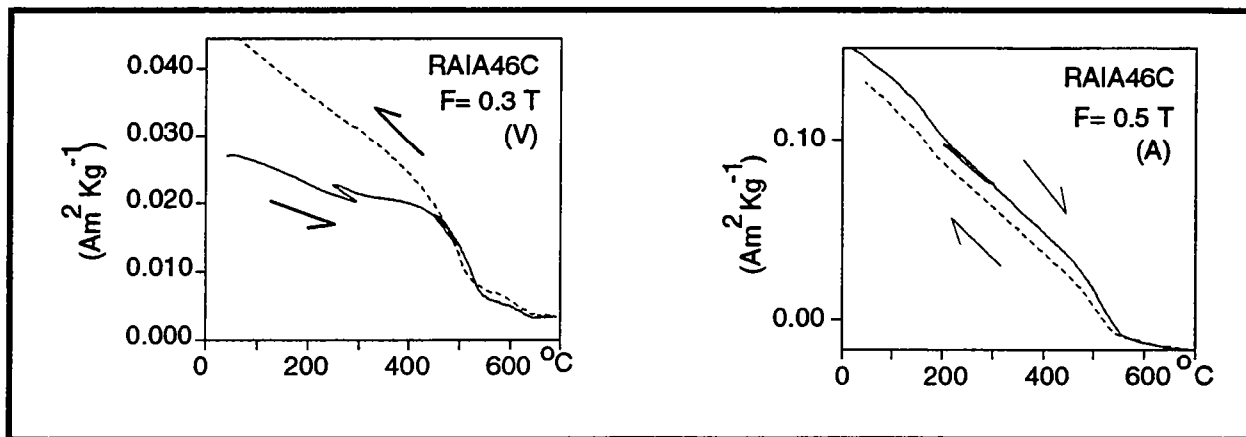 RAIA46C
F= 0.3 T
(V)
(Am² Kg⁻¹)
0.040
0.030
0.020
0.010
0.000
0 200 400 600 °C
RAIA46C
F= 0.5 T
(A)
(Am² Kg⁻¹)
0.10
0.00
0 200 400 600 °C